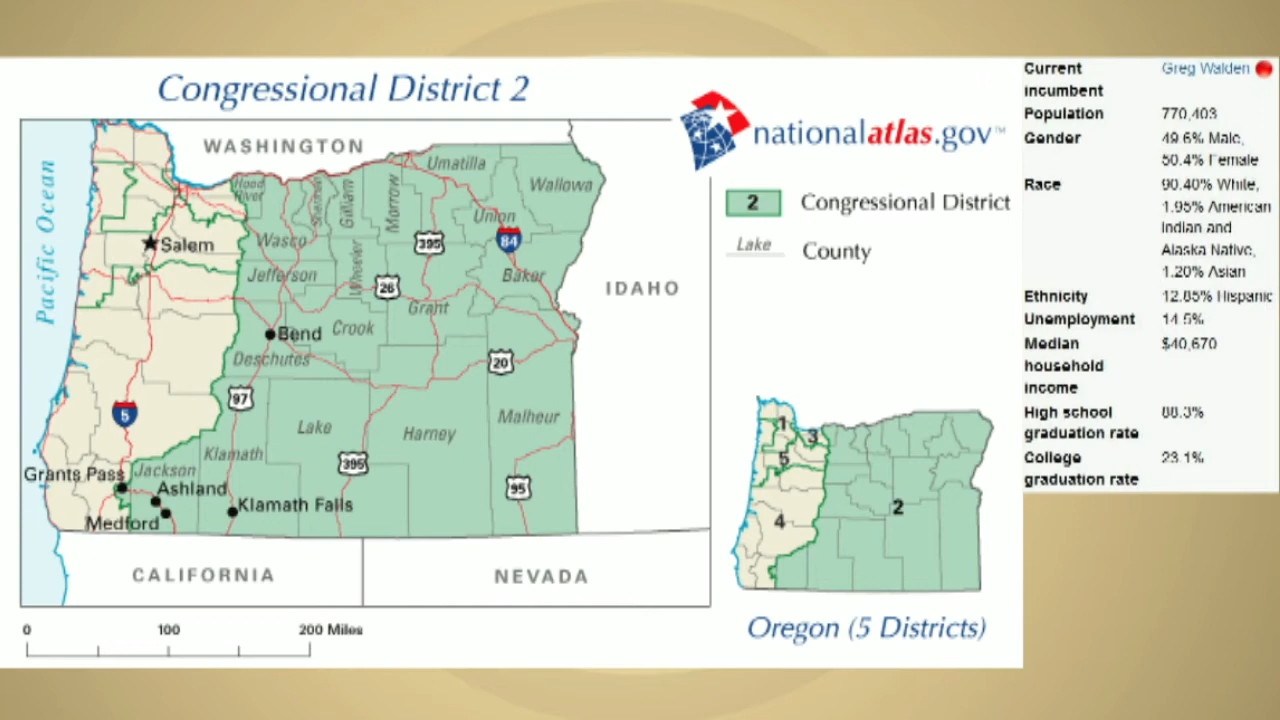 Congressional District 2
Pacific Ocean
WASHINGTON
Hood
River
Sherman
Gilliam
Morrow
Umatilla
Wallowa
Union
84
Salem
Wasco
395
Wheeler
Jefferson
26
Baker
IDAHO
Grant
Bend
Crook
Deschutes
20
97
5
Lake
Harney
Malheur
Klamath
395
Grants Pass
Jackson
Ashland
95
Klamath Falls
Medford
CALIFORNIA
NEVADA
0 100 200 Miles
nationalatlas.gov™
2 Congressional District
Lake County
1
3
5
4
2
Oregon (5 Districts)
Current incumbent
Greg Walden
Population 770,403
Gender 49.6% Male,
50.4% Female
Race 90.40% White,
1.95% American
Indian and
Alaska Native,
1.20% Asian
Ethnicity 12.85% Hispanic
Unemployment 14.5%
Median $40,670
household
income
High school 88.3%
graduation rate
College 23.1%
graduation rate